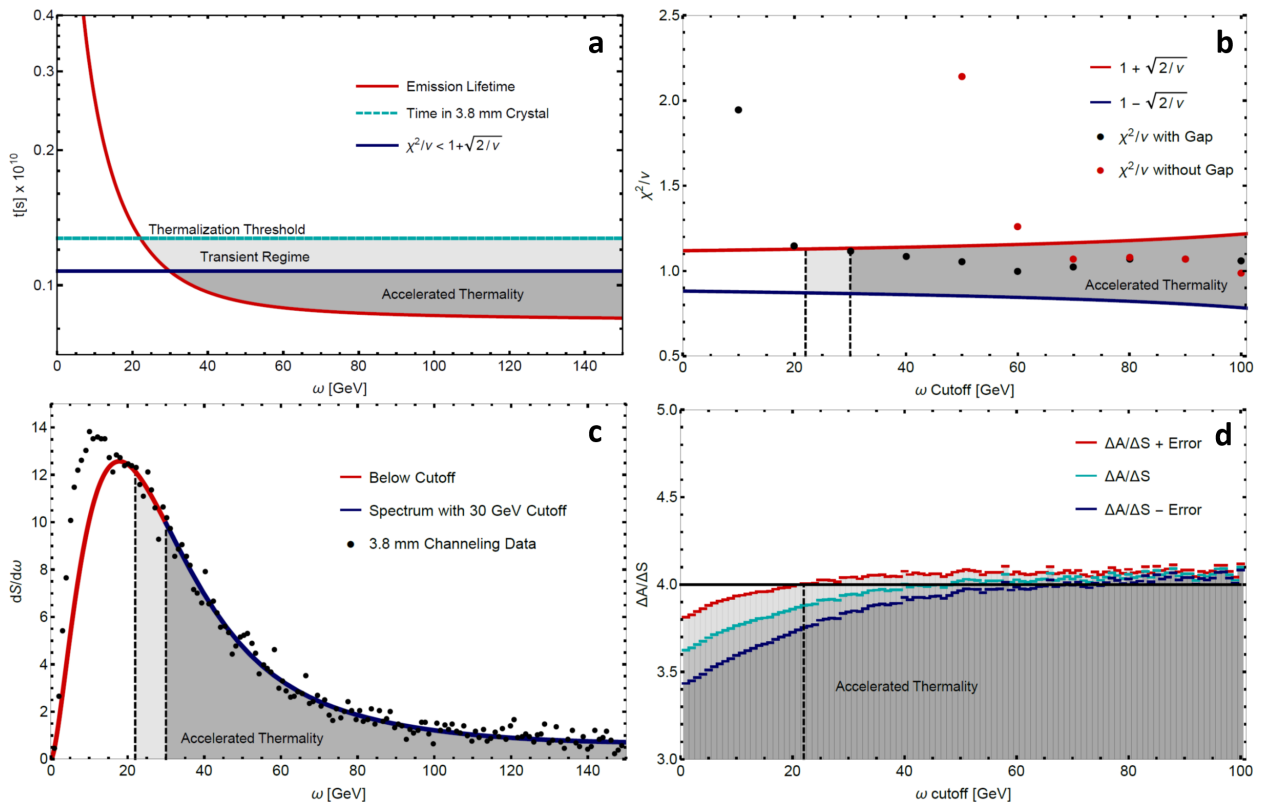 a
0.4
0.3
0.2
0.1
t[s] x 10^10
Emission Lifetime
Time in 3.8 mm Crystal
χ²/ν < 1+√2/ν
Thermalization Threshold
Transient Regime
Accelerated Thermality
0 20 40 60 80 100 120 140
ω [GeV]
b
2.5
2.0
1.5
1.0
0.5
χ²/ν
1 + √2/ν
1 − √2/ν
χ²/ν with Gap
χ²/ν without Gap
Accelerated Thermality
0 20 40 60 80 100
ω Cutoff [GeV]
c
14
12
10
8
6
4
2
0
dS/dω
Below Cutoff
Spectrum with 30 GeV Cutoff
3.8 mm Channeling Data
Accelerated Thermality
0 20 40 60 80 100 120 140
ω [GeV]
d
5.0
4.5
4.0
3.5
3.0
ΔA/ΔS
ΔA/ΔS + Error
ΔA/ΔS
ΔA/ΔS − Error
Accelerated Thermality
0 20 40 60 80 100
ω cutoff [GeV]